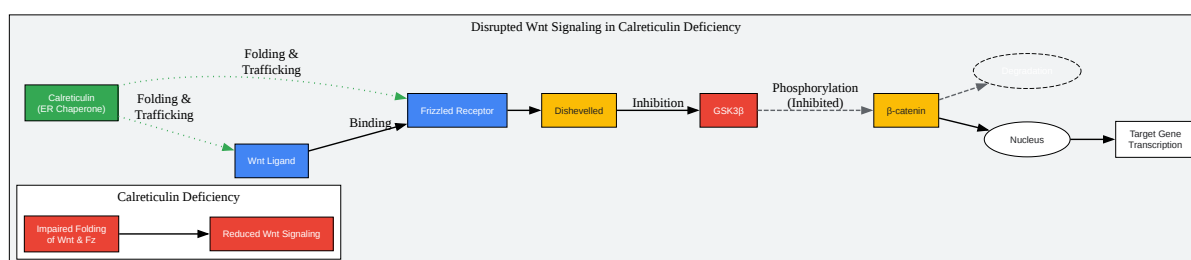 Disrupted Wnt Signaling in Calreticulin Deficiency
Folding &
Trafficking
Calreticulin
(ER Chaperone)
Folding &
Trafficking
Binding
Wnt Ligand
Frizzled Receptor
Dishevelled
Inhibition
GSK3β
Phosphorylation
(Inhibited)
β-catenin
Degradation
Nucleus
Target Gene
Transcription
Calreticulin Deficiency
Impaired Folding
of Wnt & Fz
Reduced Wnt Signaling